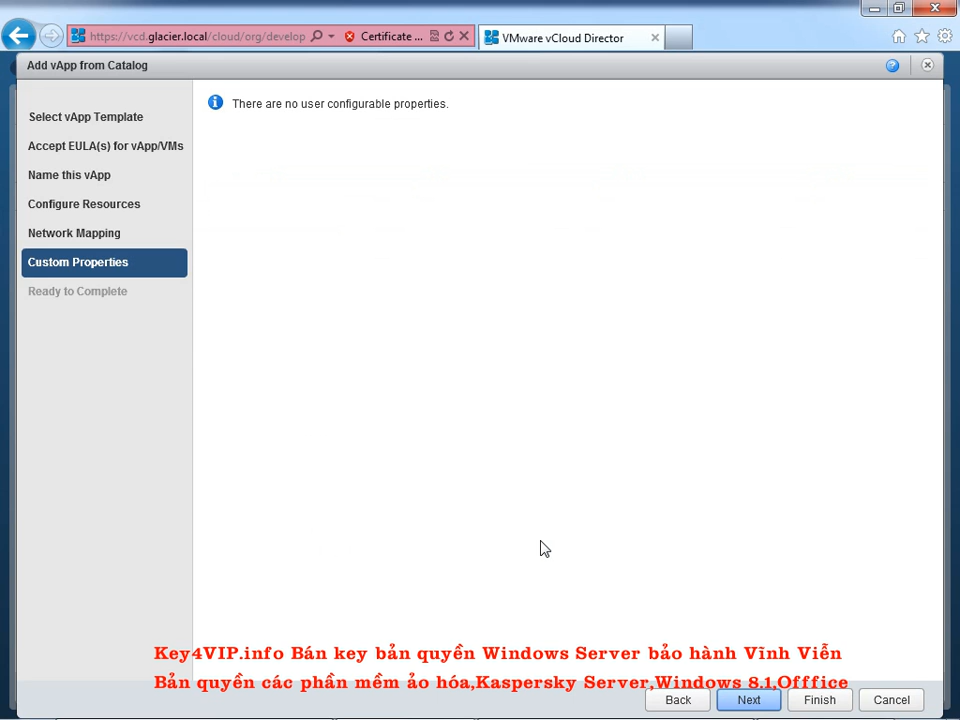 https://vcd.glacier.local/cloud/org/develop
Certificate ...
VMware vCloud Director
Add vApp from Catalog
Select vApp Template
Accept EULA(s) for vApp/VMs
Name this vApp
Configure Resources
Network Mapping
Custom Properties
Ready to Complete
There are no user configurable properties.
Key4VIP.info Bán key bản quyền Windows Server bảo hành Vĩnh Viễn
Bản quyền các phần mềm ảo hóa,Kaspersky Server,Windows 8.1,Offfice
Back
Next
Finish
Cancel